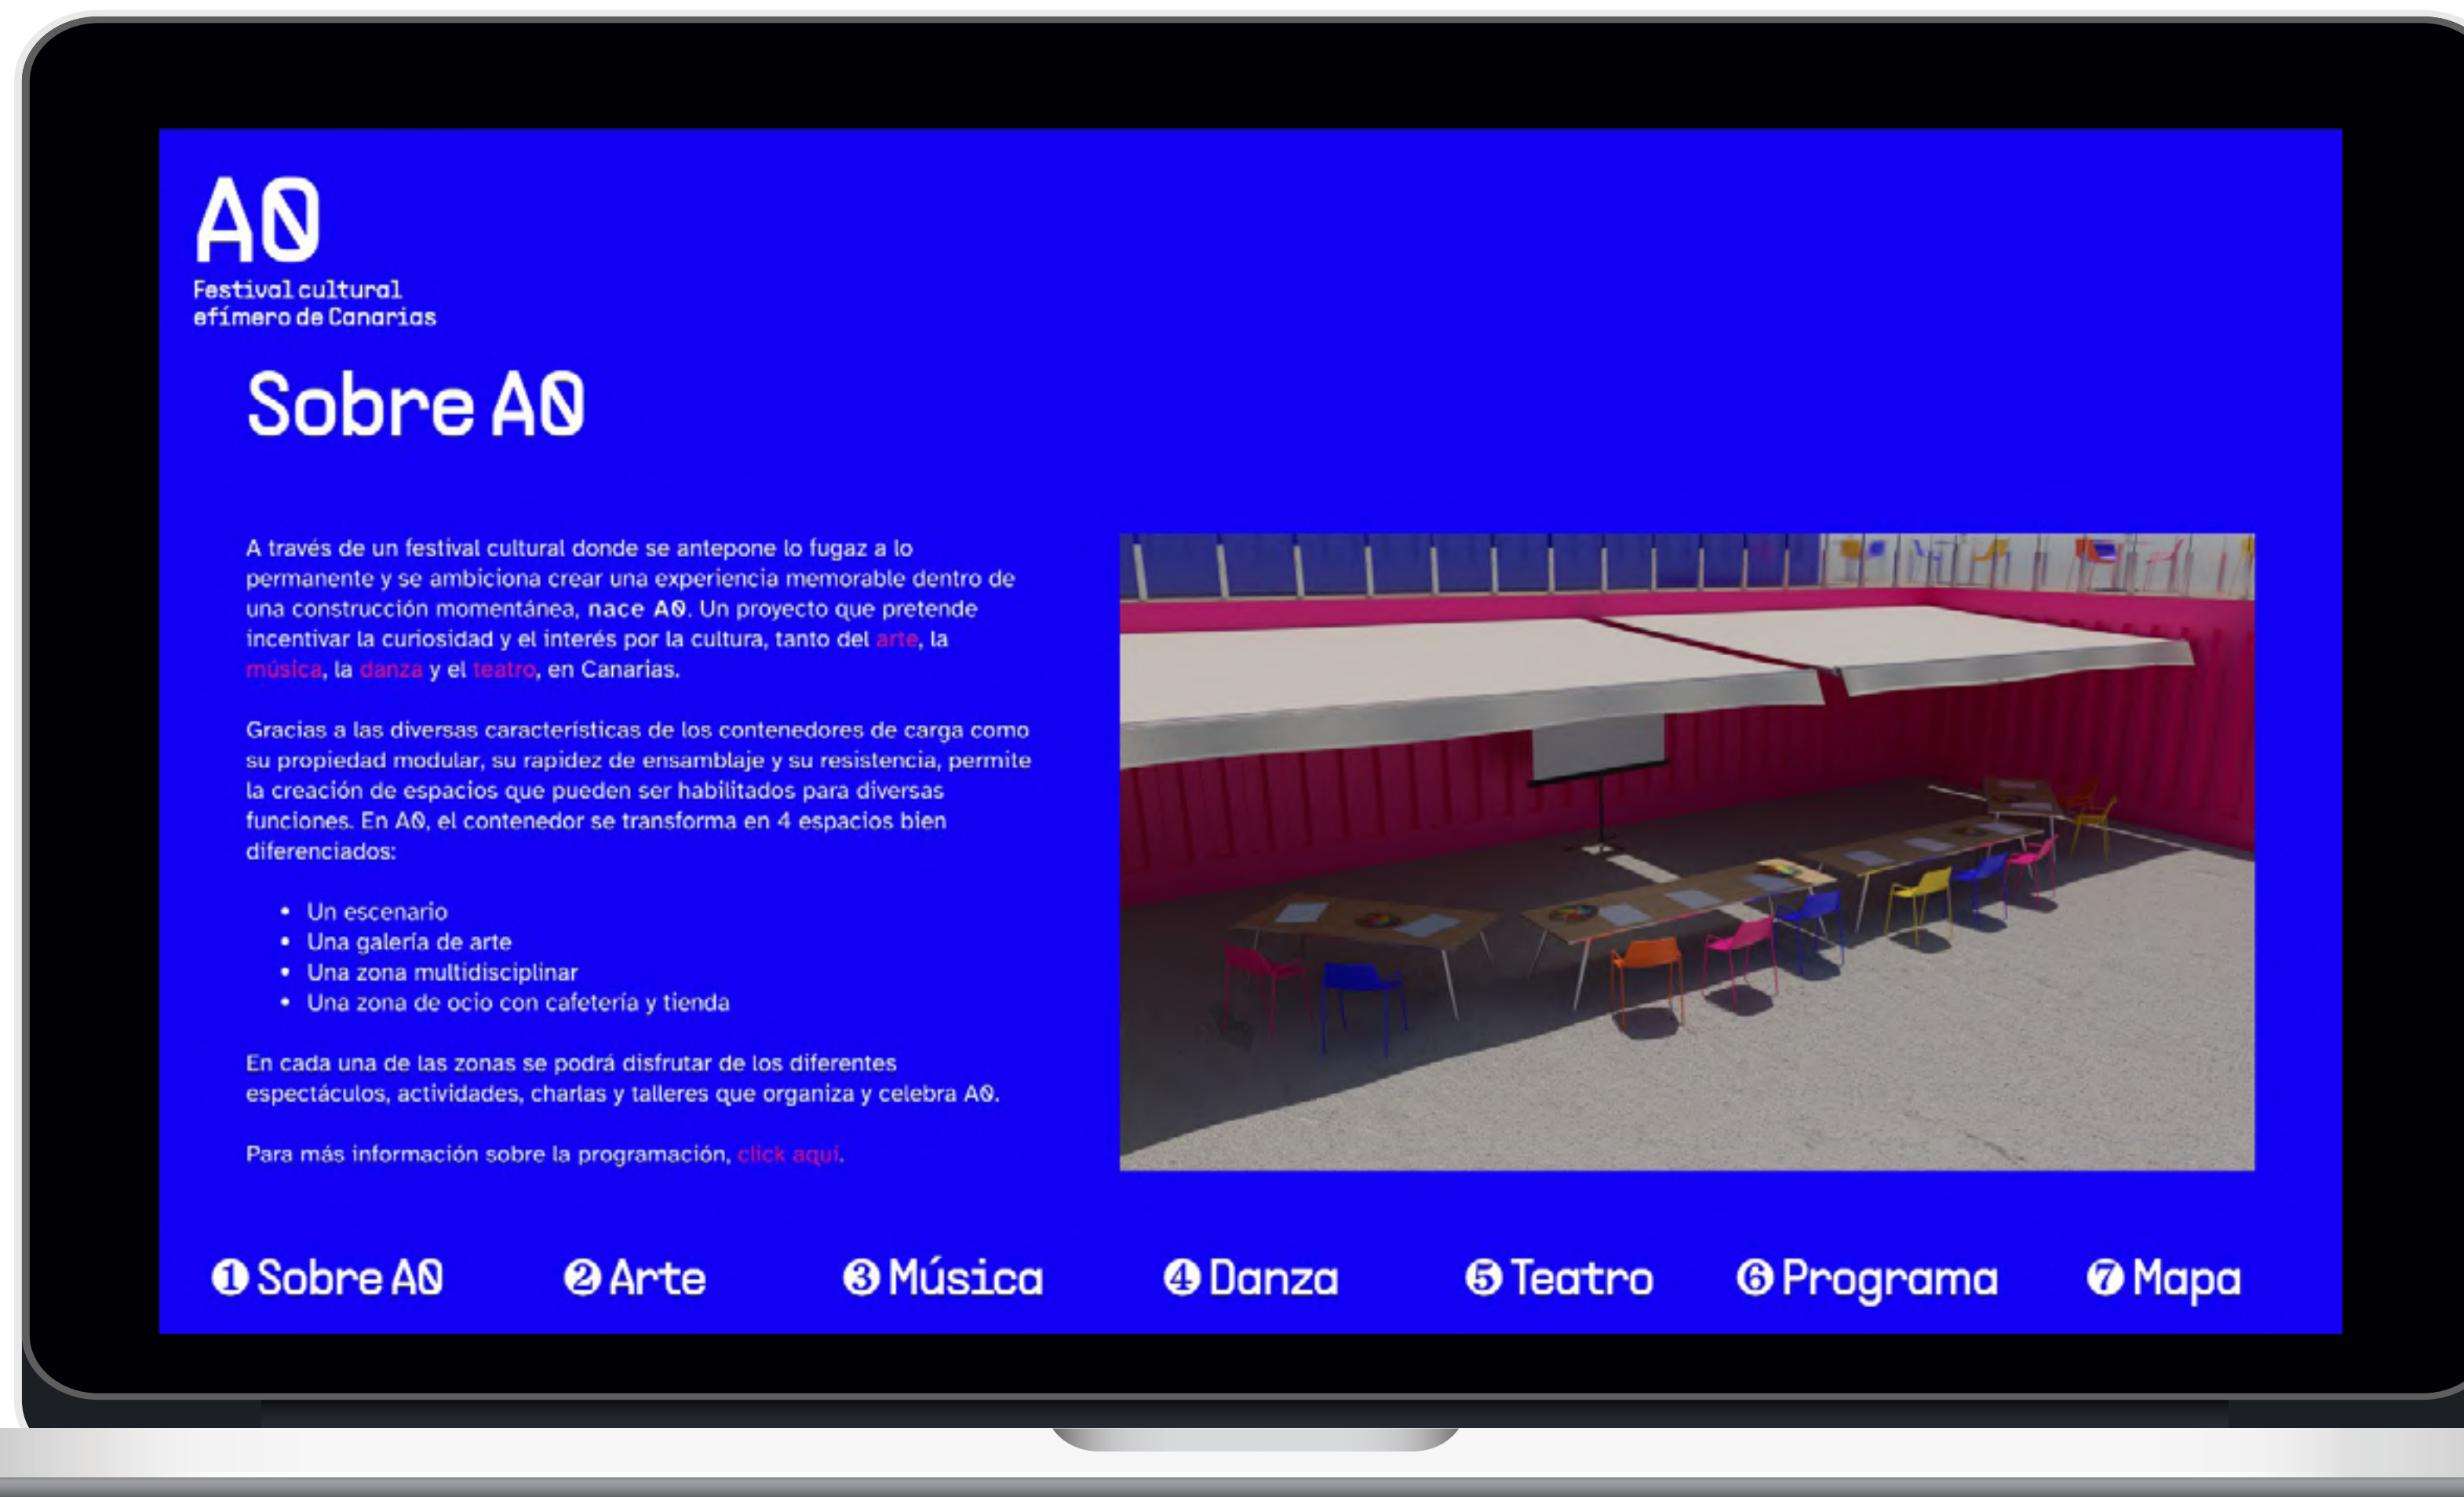 A0
Festival cultural
efímero de Canarias
Sobre A0
A través de un festival cultural donde se antepone lo fugaz a lo
permanente y se ambiciona crear una experiencia memorable dentro de
una construcción momentánea, nace A0. Un proyecto que pretende
incentivar la curiosidad y el interés por la cultura, tanto del arte, la
música, la danza y el teatro, en Canarias.
Gracias a las diversas características de los contenedores de carga como
su propiedad modular, su rapidez de ensamblaje y su resistencia, permite
la creación de espacios que pueden ser habilitados para diversas
funciones. En A0, el contenedor se transforma en 4 espacios bien
diferenciados:
• Un escenario
• Una galería de arte
• Una zona multidisciplinar
• Una zona de ocio con cafetería y tienda
En cada una de las zonas se podrá disfrutar de los diferentes
espectáculos, actividades, charlas y talleres que organiza y celebra A0.
Para más información sobre la programación, click aquí.
❶ Sobre A0 ❷ Arte ❸ Música ❹ Danza ❺ Teatro ❻ Programa ❼ Mapa